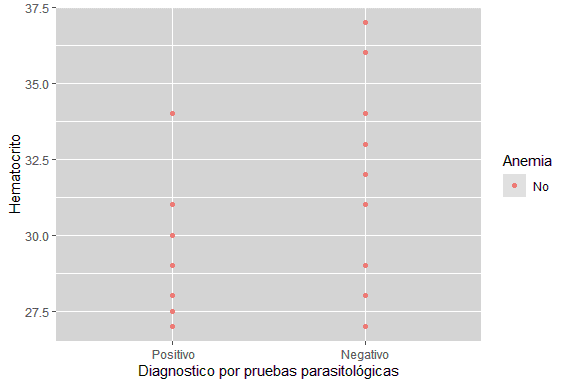 37.5
35.0
32.5
30.0
27.5
Hematocrito
Positivo
Negativo
Diagnostico por pruebas parasitológicas
Anemia
No